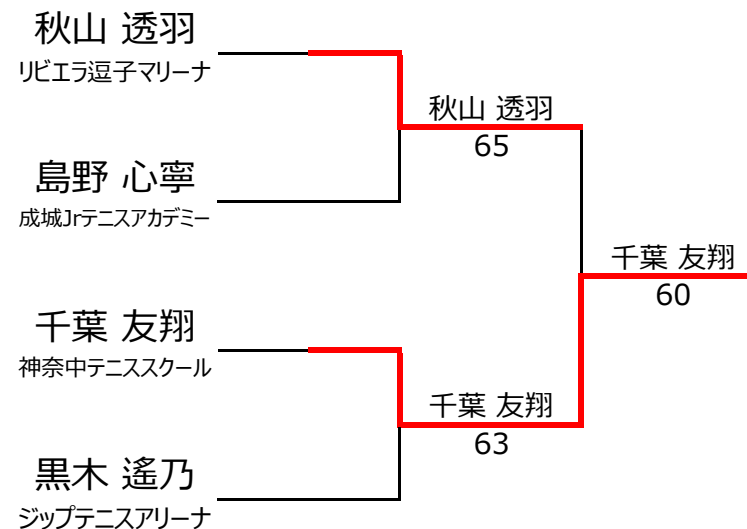 秋山 透羽
リビエラ逗子マリーナ
島野 心寧
成城Jrテニスアカデミー
千葉 友翔
神奈中テニススクール
黒木 遙乃
ジップテニスアリーナ
秋山 透羽
65
千葉 友翔
63
千葉 友翔
60